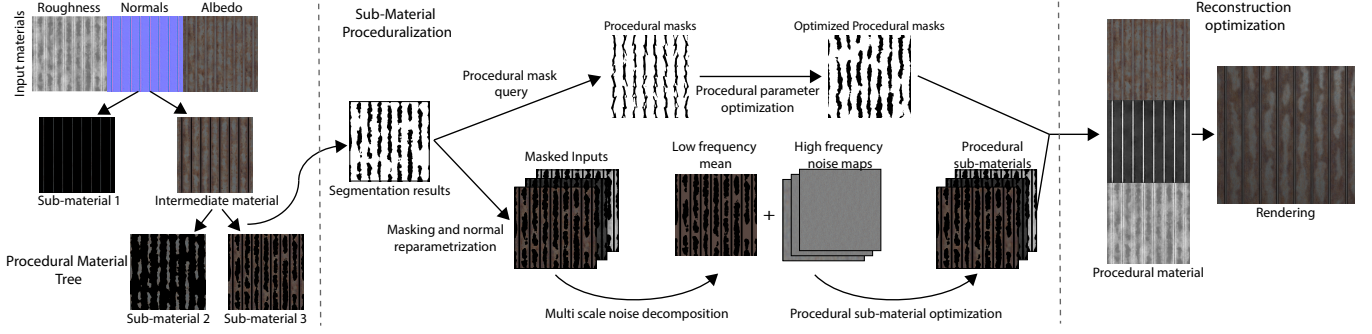 Roughness
Normals
Albedo
Input materials
Sub-material 1
Intermediate material
Procedural Material
Tree
Sub-material 2
Sub-material 3
Sub-Material
Proceduralization
Segmentation results
Procedural mask
query
Procedural masks
Procedural parameter
optimization
Optimized Procedural masks
Masking and normal
reparametrization
Masked Inputs
Multi scale noise decomposition
Low frequency
mean
+
High frequency
noise maps
Procedural sub-material optimization
Procedural
sub-materials
Reconstruction
optimization
Procedural material
Rendering